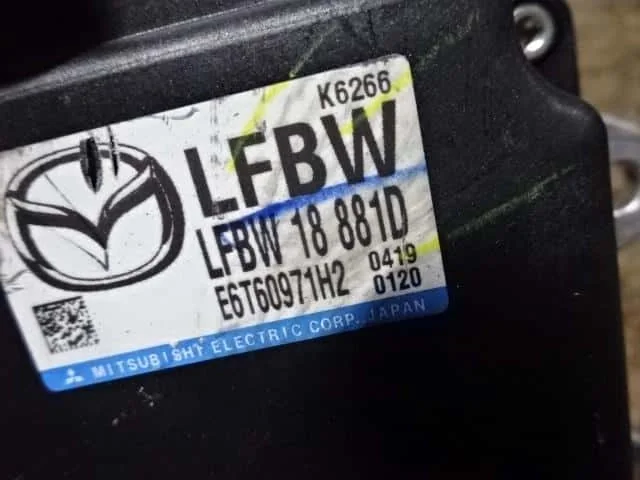 K6266
LFBW
LFBW 18 881D
E6T60971H2 0419
0120
MITSUBISHI ELECTRIC CORP. JAPAN